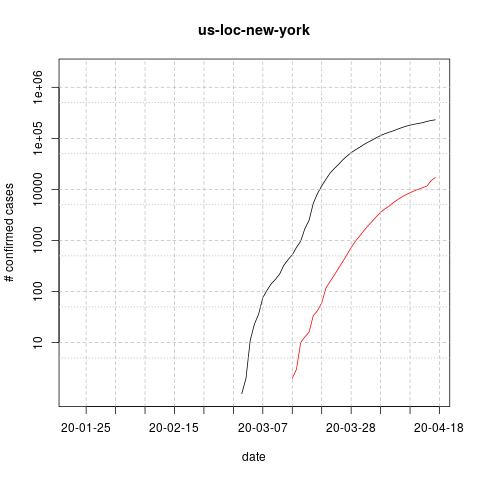 us-loc-new-york
# confirmed cases
1e+06
1e+05
10000
1000
100
10
20-01-25
20-02-15
20-03-07
20-03-28
20-04-18
date